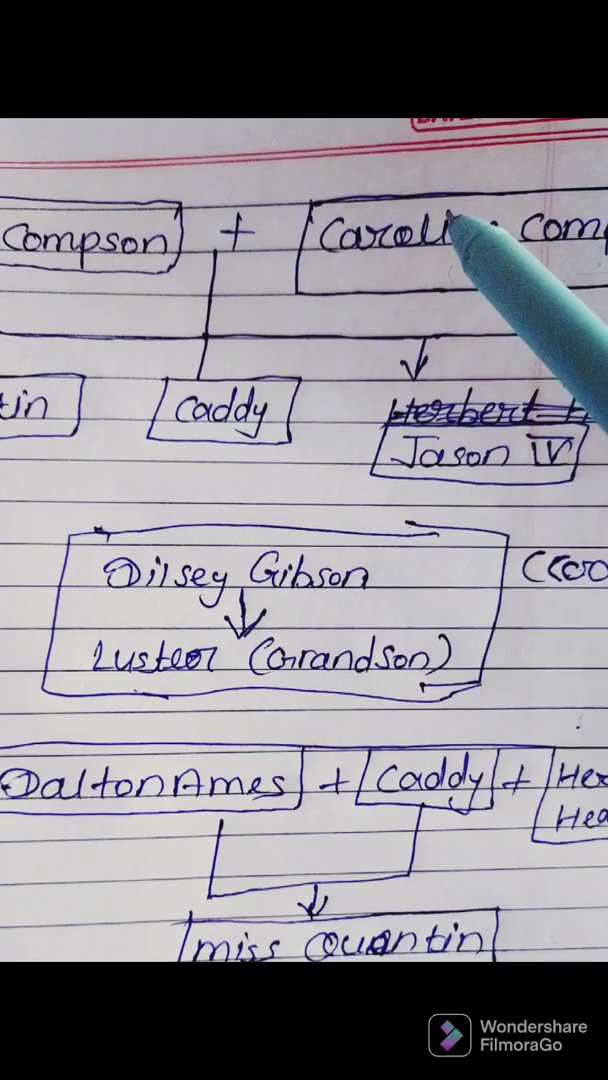 Compson + Caroli. Comp
tin Caddy Herbert
Jason IV
Dilsey Gibson (Coo
Luster (Grandson)
Dalton Ames + Caddy + Her
Hea
miss Quentin
Wondershare
FilmoraGo